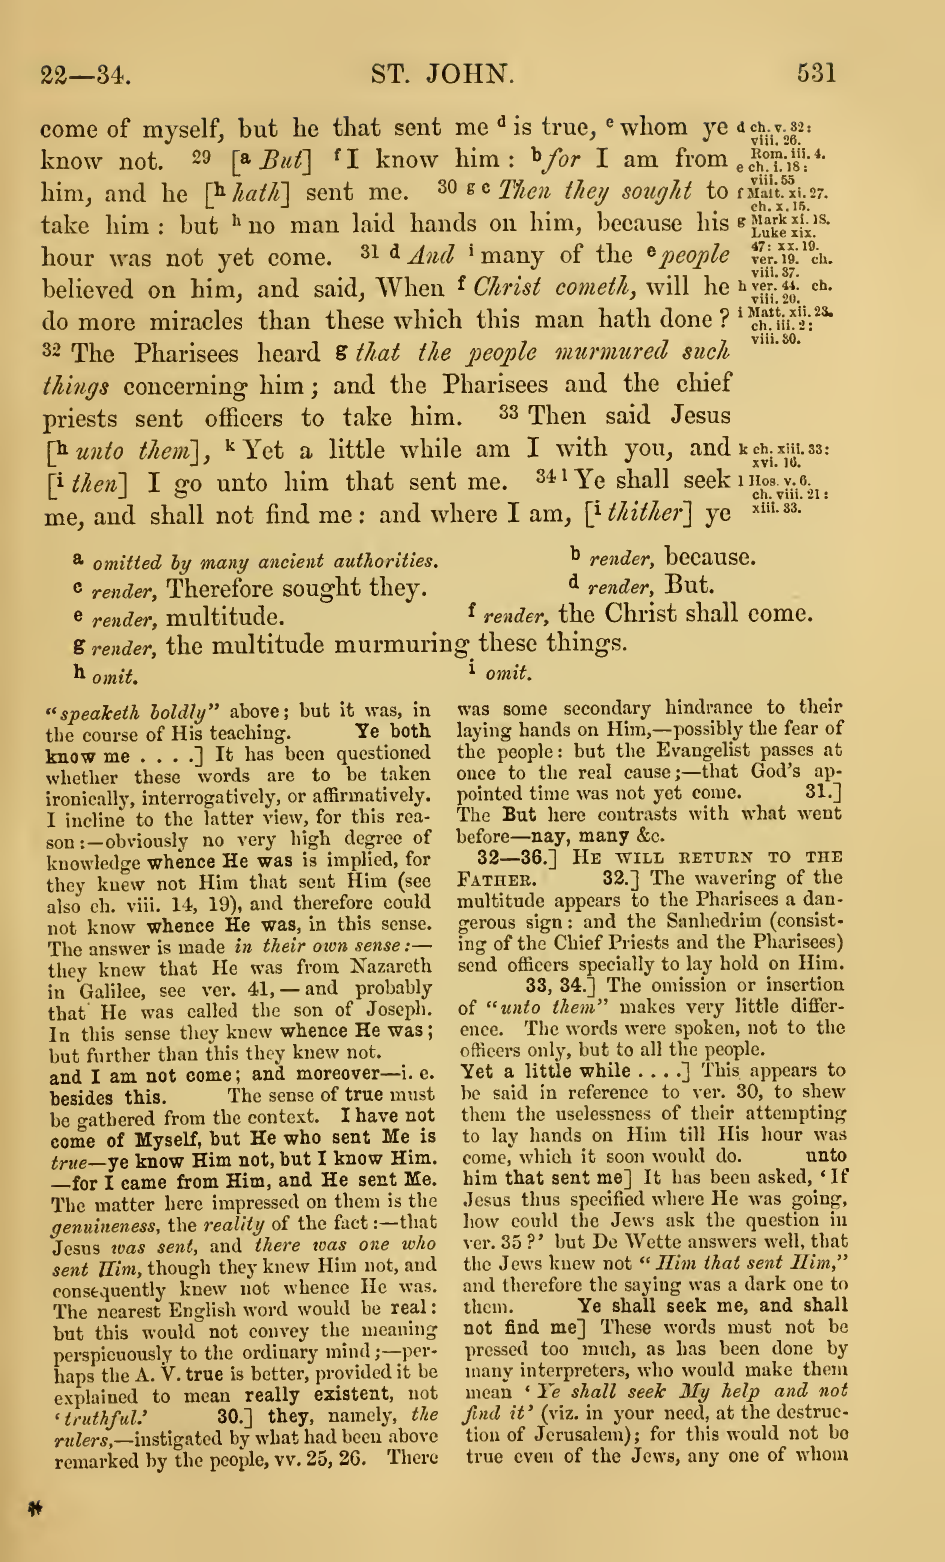 22—34. ST. JOHN. 531
come of myself, but he that sent me d is true, e whom ye
know not. 29 [a But] f I know him : b for I am from
him, and he [h hath] sent me. 30 g c Then they sought to
take him : but h no man laid hands on him, because his
hour was not yet come. 31 d And i many of the e people
believed on him, and said, When f Christ cometh, will he
do more miracles than these which this man hath done ?
32 The Pharisees heard g that the people murmured such
things concerning him ; and the Pharisees and the chief
priests sent officers to take him. 33 Then said Jesus
[h unto them], k Yet a little while am I with you, and
[i then] I go unto him that sent me. 34 l Ye shall seek
me, and shall not find me : and where I am, [i thither] ye
d ch. v. 32:
viii. 26.
Rom. iii. 4.
e ch. i. 18:
viii. 55
f Matt. xi. 27.
ch. x. 15.
g Mark xi. 18.
Luke xix.
47: xx. 19.
ver. 19. ch.
viii. 37.
h ver. 44. ch.
viii. 20.
i Matt. xii. 23.
ch. iii. 2:
viii. 30.
k ch. xiii. 33:
xvi. 16.
l Hos. v. 6.
ch. viii. 21:
xiii. 33.
a omitted by many ancient authorities. b render, because.
c render, Therefore sought they. d render, But.
e render, multitude. f render, the Christ shall come.
g render, the multitude murmuring these things.
h omit. i omit.
“speaketh boldly” above; but it was, in
the course of His teaching. Ye both
know me . . . .] It has been questioned
whether these words are to be taken
ironically, interrogatively, or affirmatively.
I incline to the latter view, for this rea-
son :—obviously no very high degree of
knowledge whence He was is implied, for
they knew not Him that sent Him (see
also ch. viii. 14, 19), and therefore could
not know whence He was, in this sense.
The answer is made in their own sense :—
they knew that He was from Nazareth
in Galilee, see ver. 41, — and probably
that He was called the son of Joseph.
In this sense they knew whence He was;
but further than this they knew not.
and I am not come; and moreover—i. e.
besides this. The sense of true must
be gathered from the context. I have not
come of Myself, but He who sent Me is
true—ye know Him not, but I know Him.
—for I came from Him, and He sent Me.
The matter here impressed on them is the
genuineness, the reality of the fact :—that
Jesus was sent, and there was one who
sent Him, though they knew Him not, and
consequently knew not whence He was.
The nearest English word would be real:
but this would not convey the meaning
perspicuously to the ordinary mind ;—per-
haps the A. V. true is better, provided it be
explained to mean really existent, not
‘truthful.’ 30.] they, namely, the
rulers,—instigated by what had been above
remarked by the people, vv. 25, 26. There
was some secondary hindrance to their
laying hands on Him,—possibly the fear of
the people: but the Evangelist passes at
once to the real cause ;—that God’s ap-
pointed time was not yet come. 31.]
The But here contrasts with what went
before—nay, many &c.
32—36.] HE WILL RETURN TO THE
FATHER. 32.] The wavering of the
multitude appears to the Pharisees a dan-
gerous sign : and the Sanhedrim (consist-
ing of the Chief Priests and the Pharisees)
send officers specially to lay hold on Him.
33, 34.] The omission or insertion
of “unto them” makes very little differ-
ence. The words were spoken, not to the
officers only, but to all the people.
Yet a little while . . . .] This appears to
be said in reference to ver. 30, to shew
them the uselessness of their attempting
to lay hands on Him till His hour was
come, which it soon would do. unto
him that sent me] It has been asked, ‘If
Jesus thus specified where He was going,
how could the Jews ask the question in
ver. 35 ?’ but De Wette answers well, that
the Jews knew not “Him that sent Him,”
and therefore the saying was a dark one to
them. Ye shall seek me, and shall
not find me] These words must not be
pressed too much, as has been done by
many interpreters, who would make them
mean ‘Ye shall seek My help and not
find it’ (viz. in your need, at the destruc-
tion of Jerusalem); for this would not be
true even of the Jews, any one of whom